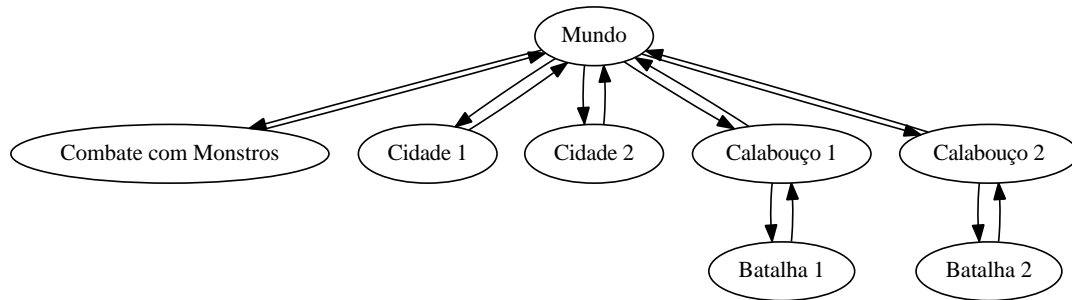 Mundo
Combate com Monstros
Cidade 1
Cidade 2
Calabouço 1
Calabouço 2
Batalha 1
Batalha 2